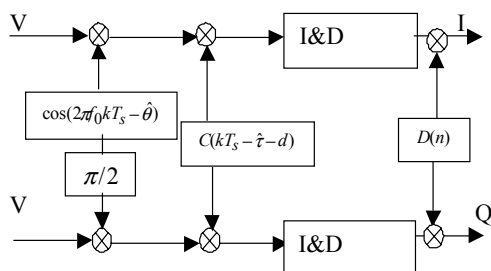 V
I&D
I
cos(2πf₀kTₛ − θ̂)
C(kTₛ − τ̂ − d)
D(n)
π/2
V
I&D
Q